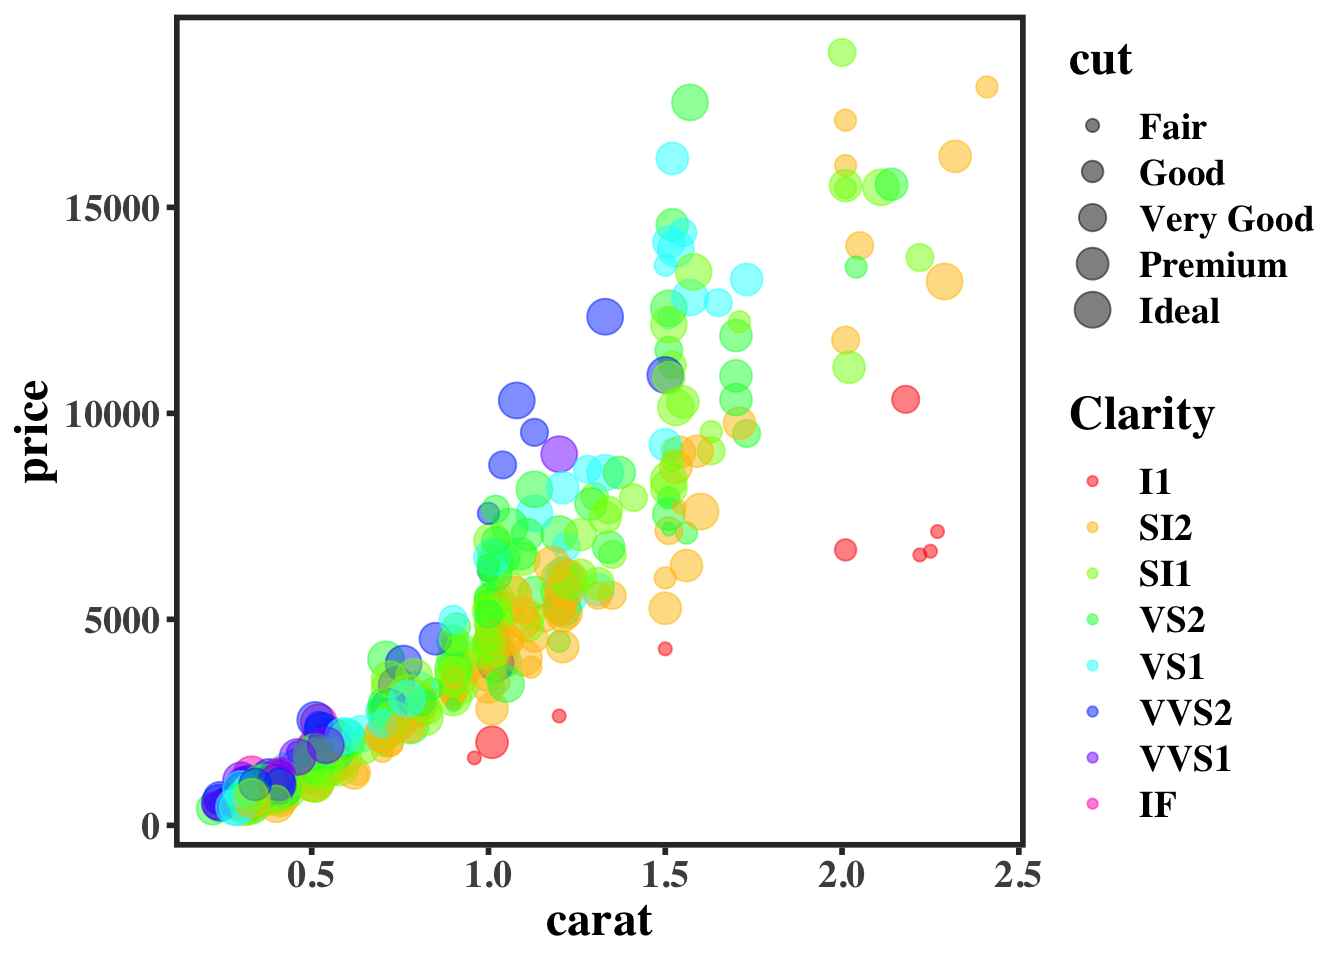 cut
Fair
Good
Very Good
Premium
Ideal
Clarity
I1
SI2
SI1
VS2
VS1
VVS2
VVS1
IF
price
15000
10000
5000
0
0.5 1.0 1.5 2.0 2.5
carat